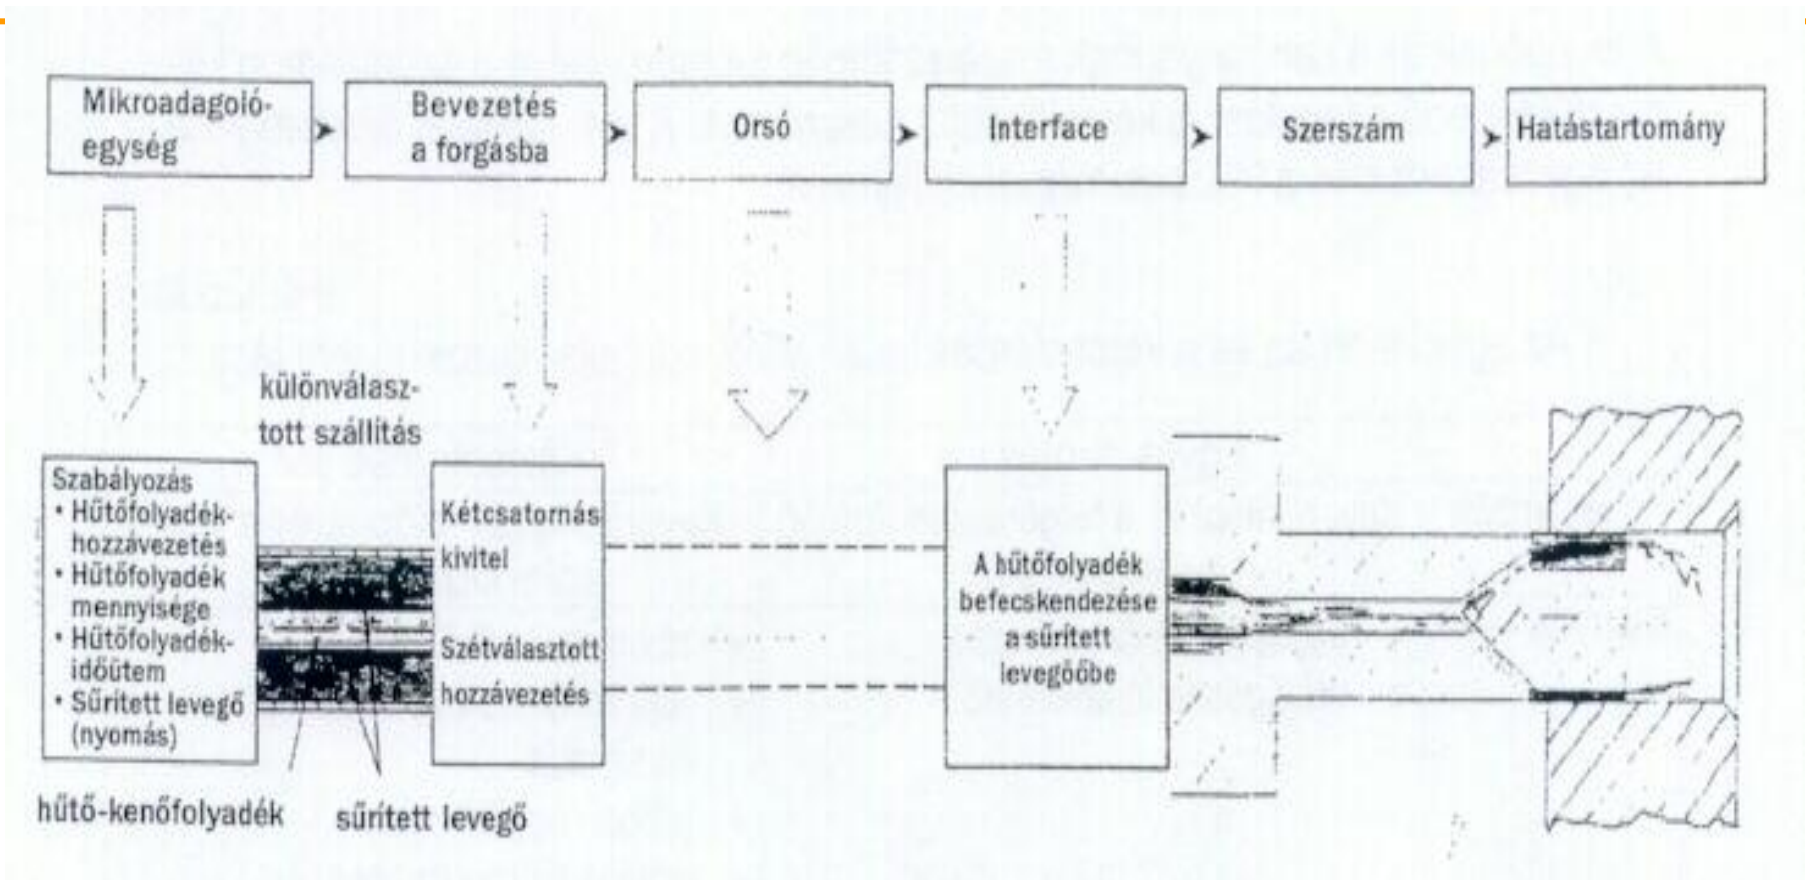 Mikroadagoló-
egység
Bevezetés
a forgásba
Orsó
Interface
Szerszám
Hatástartomány
különválasz-
tott szállítás
Szabályozás
• Hűtőfolyadék-
hozzávezetés
• Hűtőfolyadék
mennyisége
• Hűtőfolyadék-
időütem
• Sűrített levegő
(nyomás)
Kétcsatornás
kivitel
Szétválasztott
hozzávezetés
A hűtőfolyadék
befecskendezése
a sűrített
levegőőbe
hűtő-kenőfolyadék
sűrített levegő